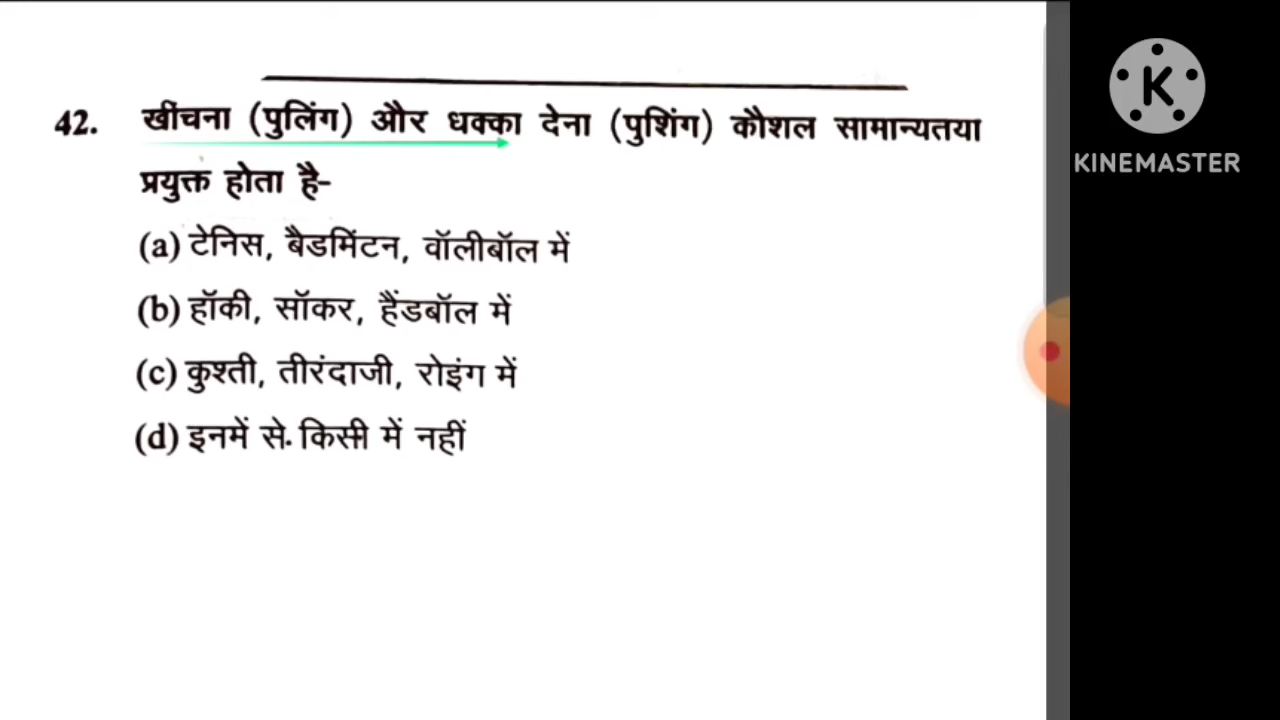 42. खींचना (पुलिंग) और धक्का देना (पुशिंग) कौशल सामान्यतया
प्रयुक्त होता है-
(a) टेनिस, बैडमिंटन, वॉलीबॉल में
(b) हॉकी, सॉकर, हैंडबॉल में
(c) कुश्ती, तीरंदाजी, रोइंग में
(d) इनमें से किसी में नहीं
KINEMASTER